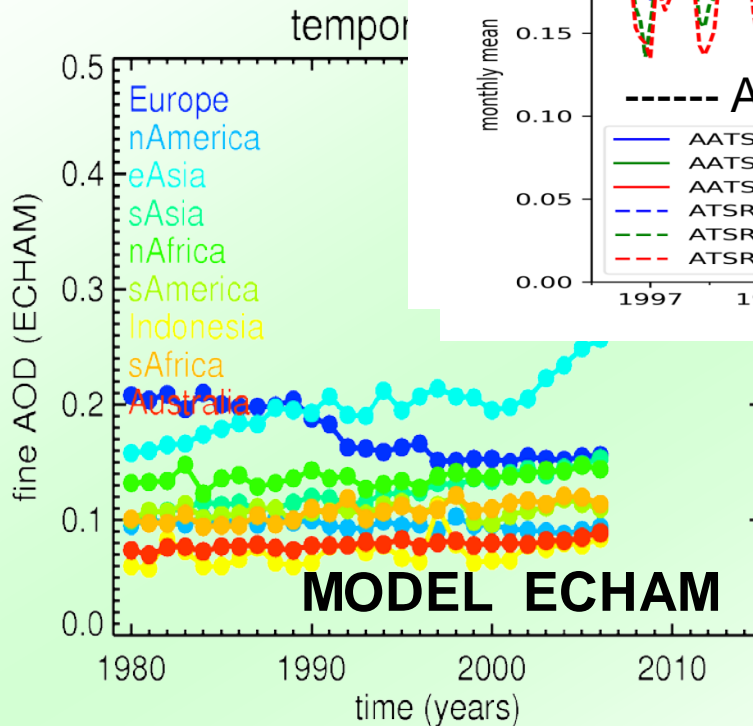 tempor
0.5
0.4
0.3
0.2
0.1
0.0
fine AOD (ECHAM)
Europe
nAmerica
eAsia
sAsia
nAfrica
sAmerica
Indonesia
sAfrica
Australia
MODEL ECHAM
1980
1990
2000
2010
time (years)
monthly mean
0.15
0.10
0.05
0.00
A
AATS
AATS
AATS
ATSR
ATSR
ATSR
1997
1